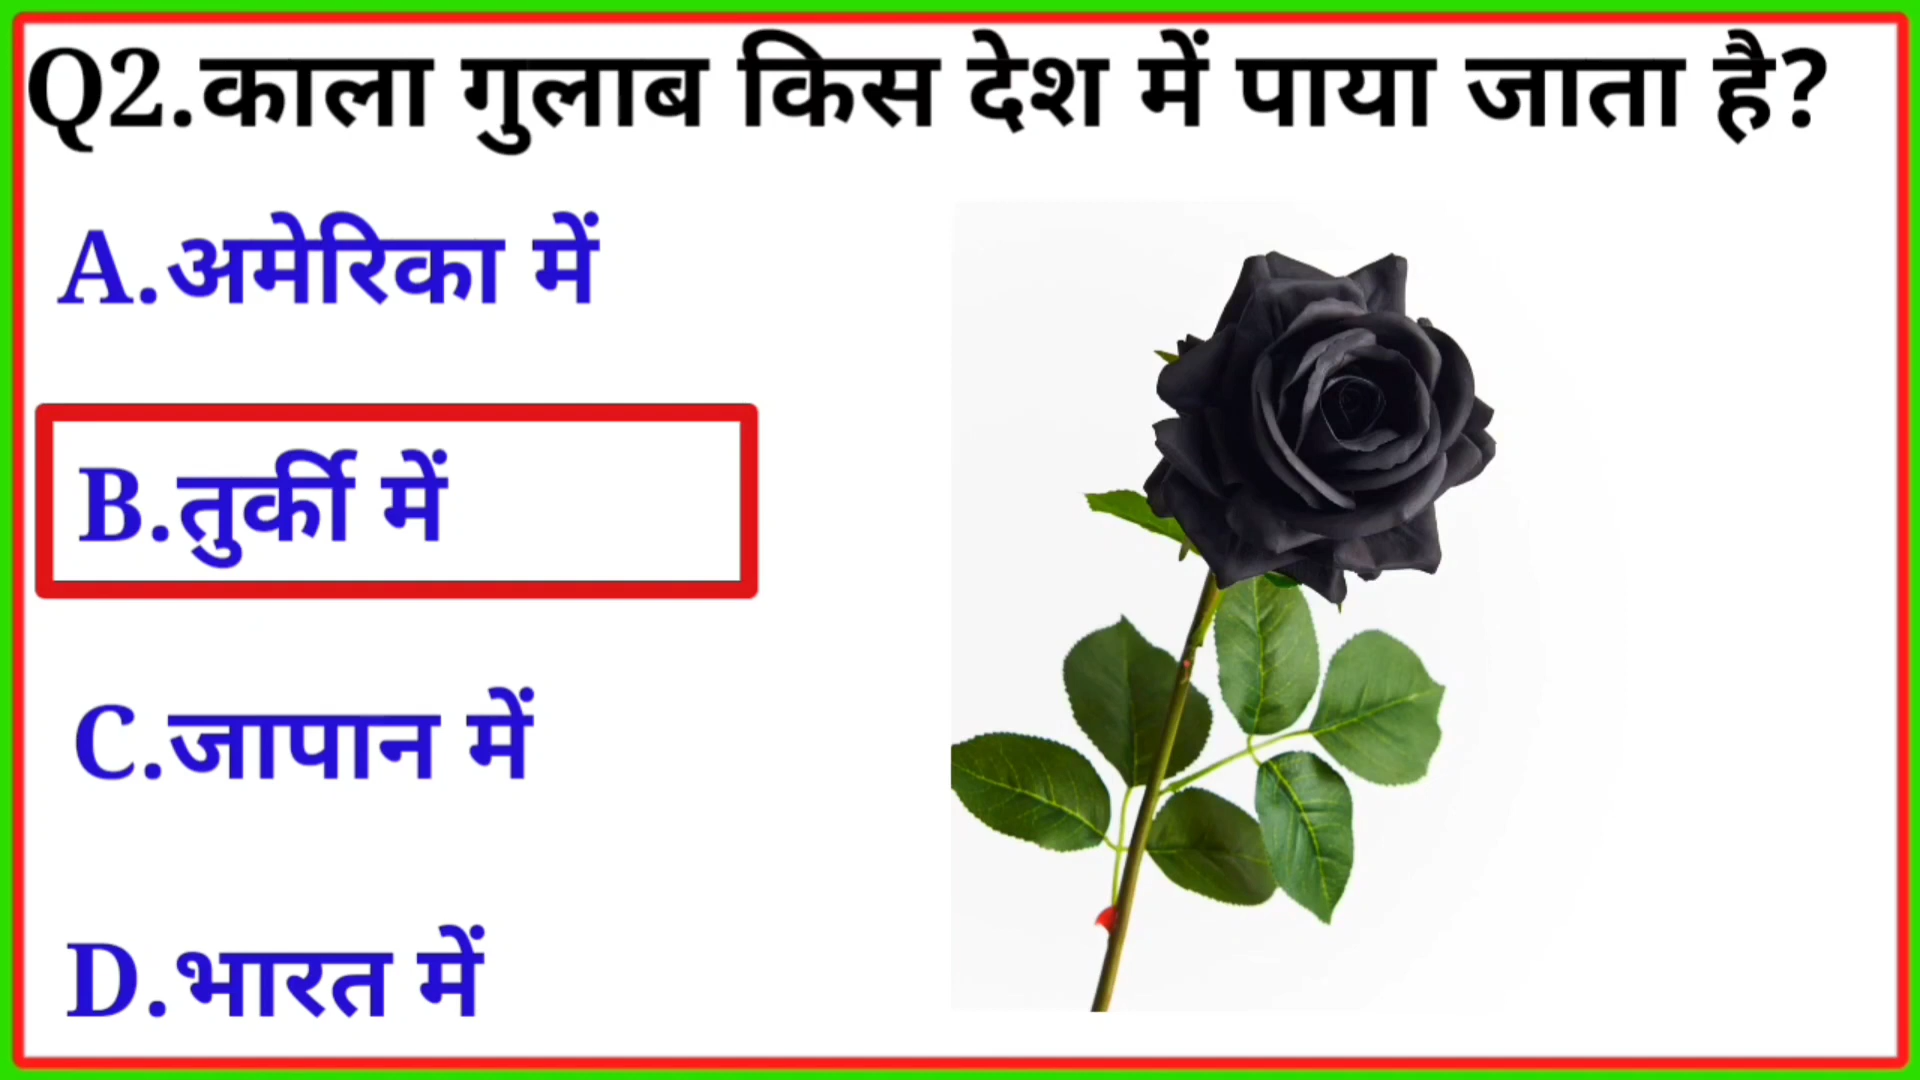 Q2.काला गुलाब किस देश में पाया जाता है?
A.अमेरिका में
B.तुर्की में
C.जापान में
D.भारत में